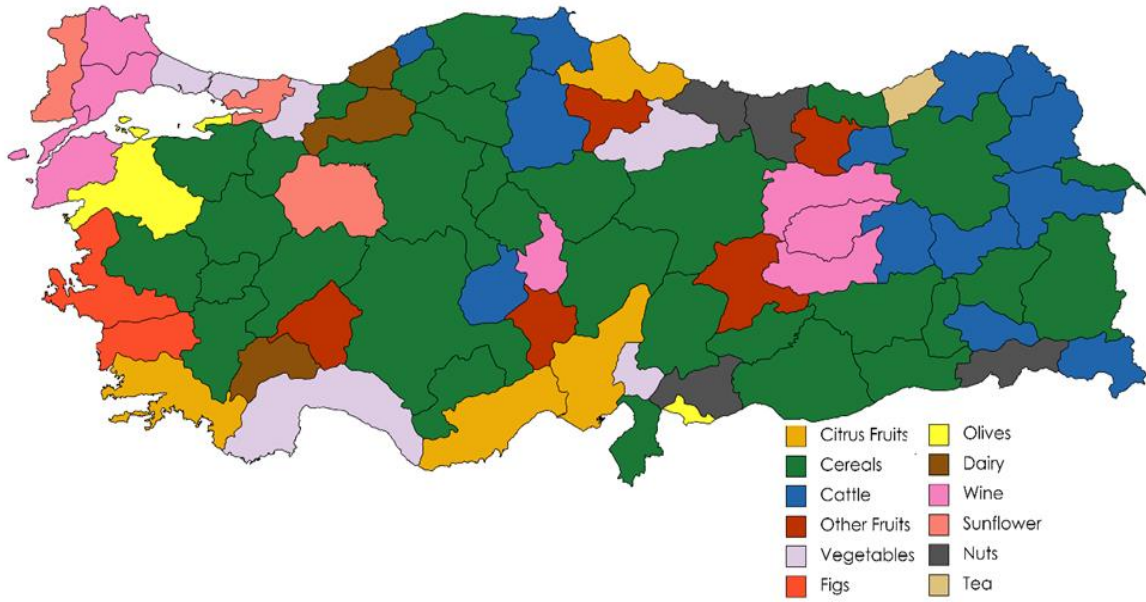 Citrus Fruits
Cereals
Cattle
Other Fruits
Vegetables
Figs
Olives
Dairy
Wine
Sunflower
Nuts
Tea